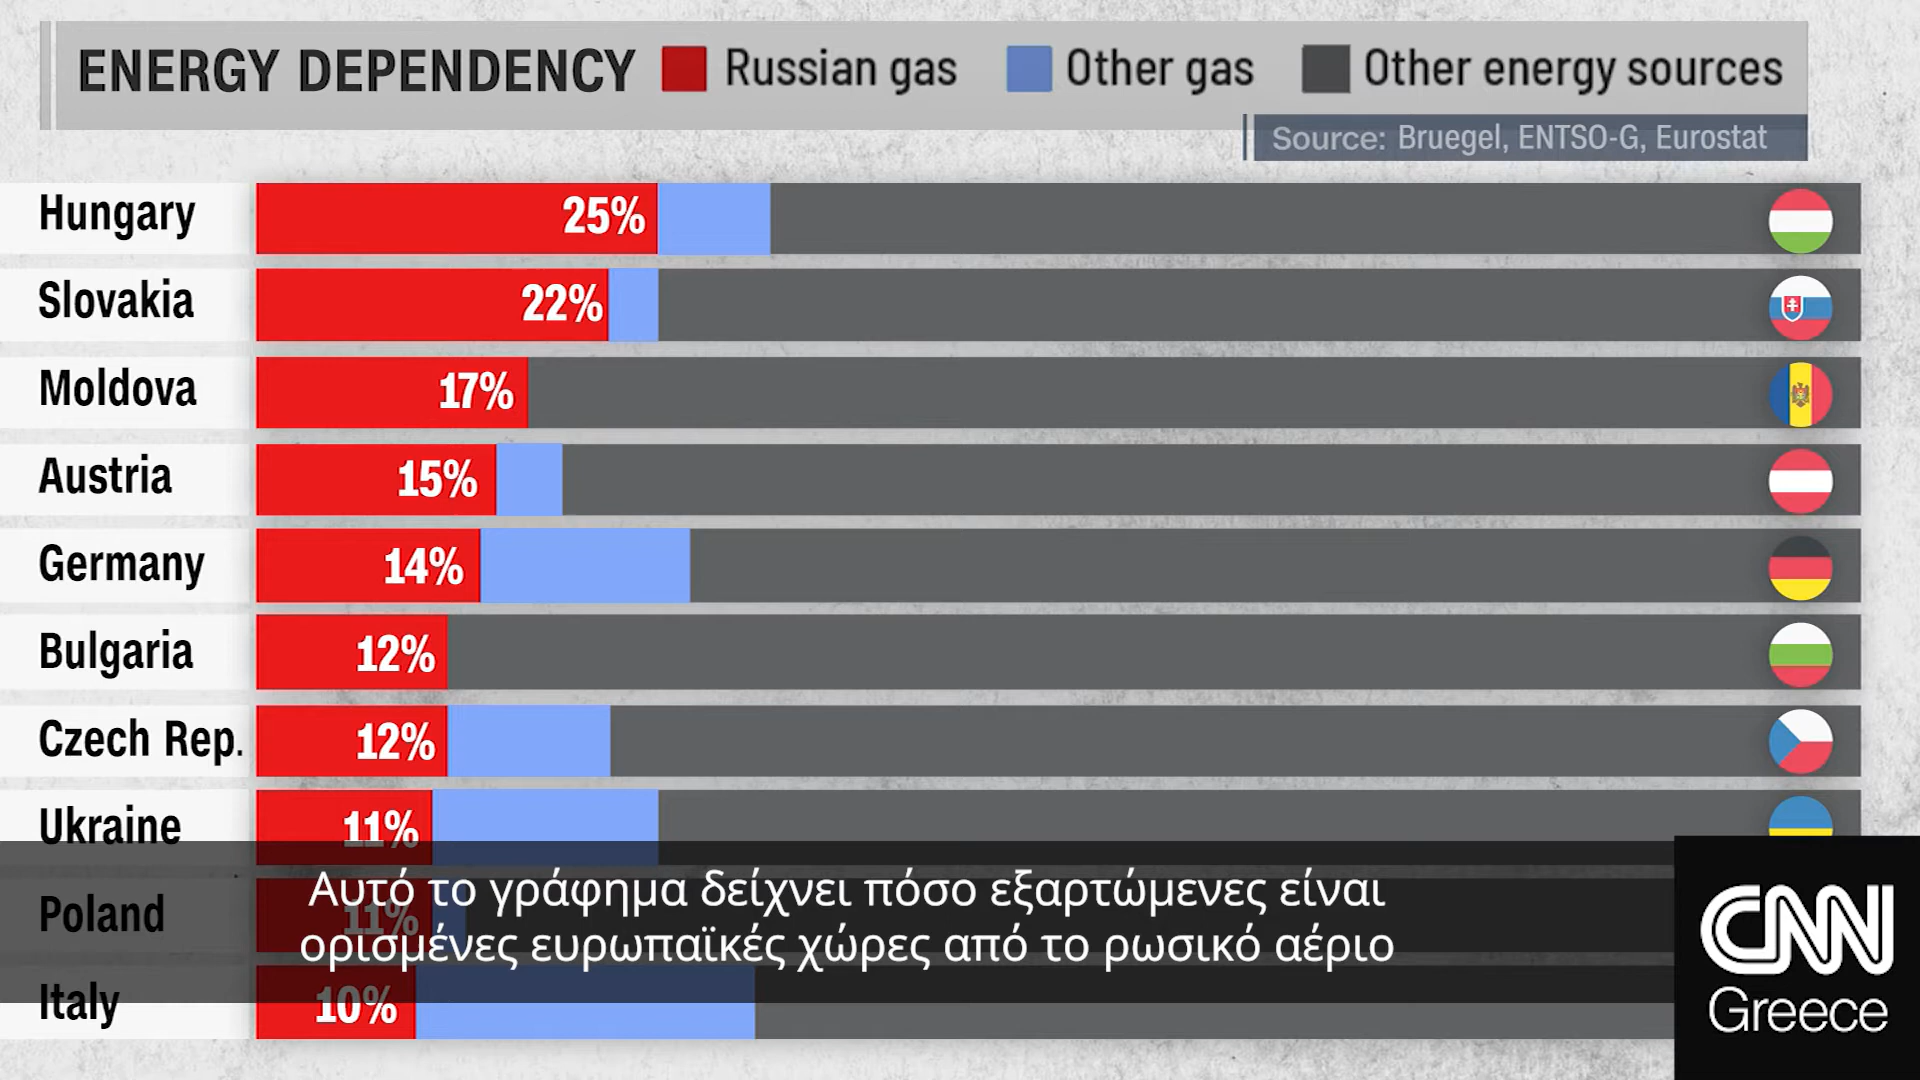 ENERGY DEPENDENCY Russian gas Other gas Other energy sources
Source: Bruegel, ENTSO-G, Eurostat
Hungary 25%
Slovakia 22%
Moldova 17%
Austria 15%
Germany 14%
Bulgaria 12%
Czech Rep. 12%
Ukraine 11%
Poland 11%
Italy 10%
Αυτό το γράφημα δείχνει πόσο εξαρτώμενες είναι
ορισμένες ευρωπαϊκές χώρες από το ρωσικό αέριο
CNN
Greece